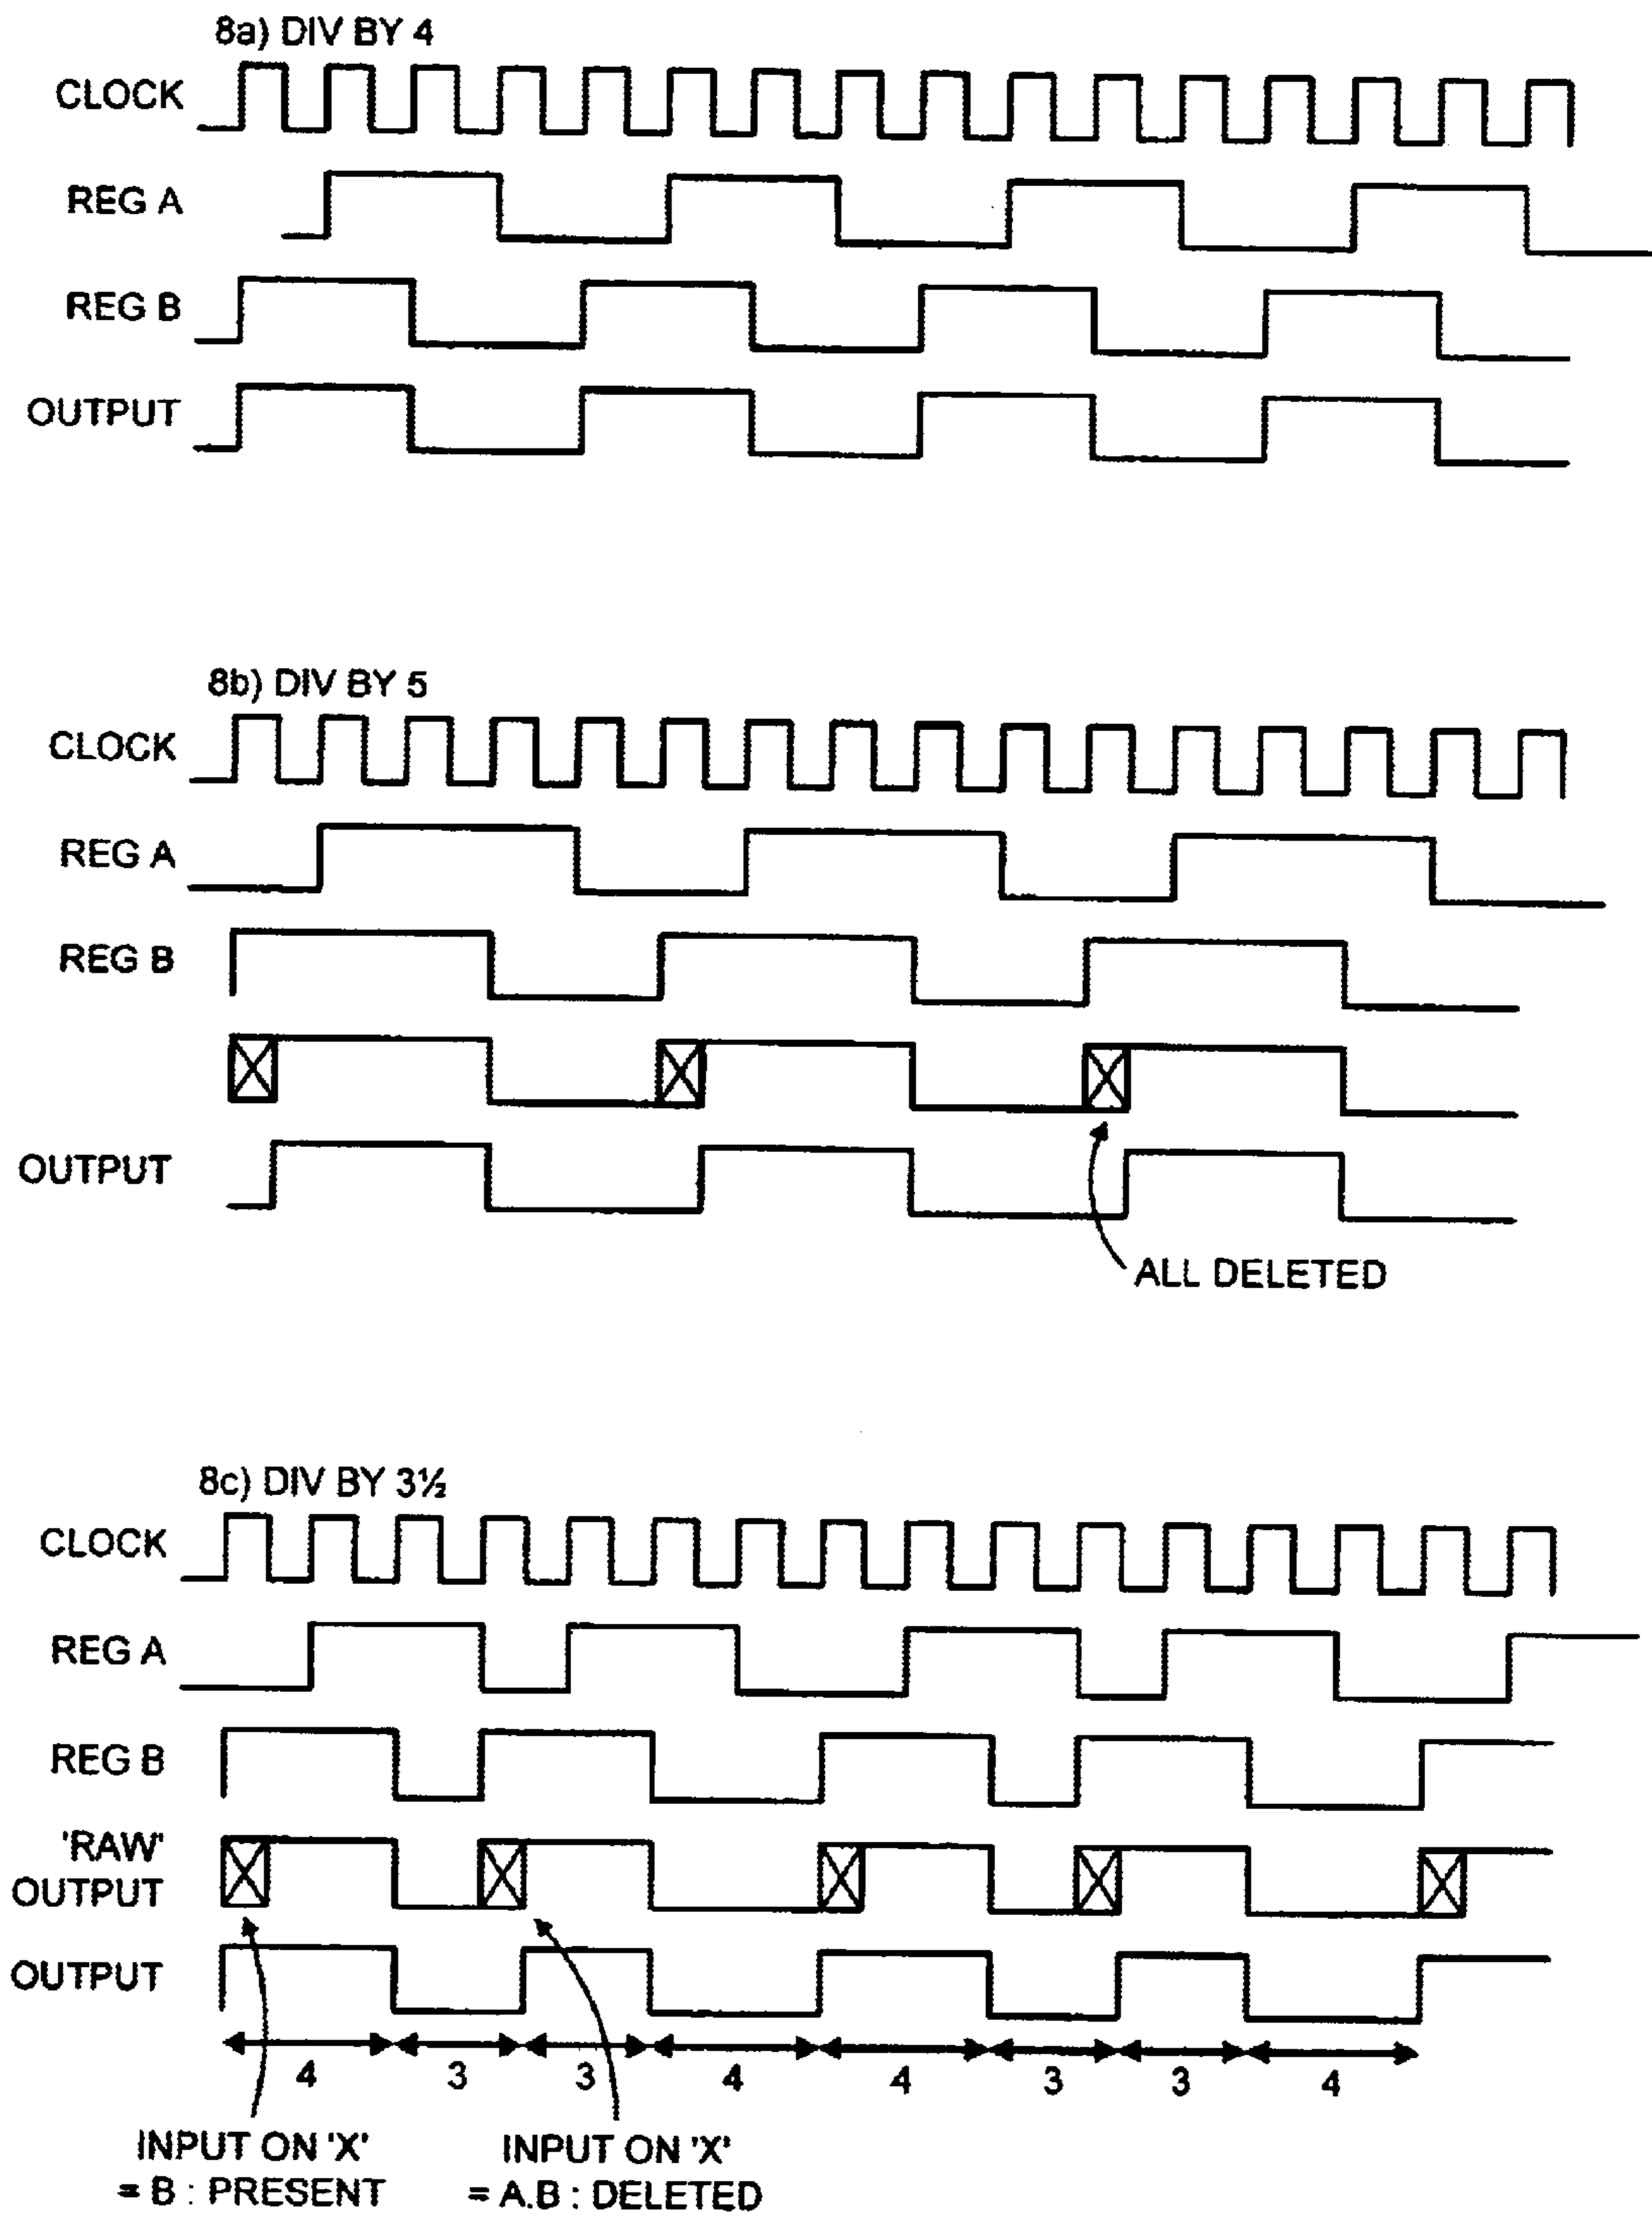 8a) DIV BY 4
CLOCK
REG A
REG B
OUTPUT
8b) DIV BY 5
CLOCK
REG A
REG B
OUTPUT
ALL DELETED
8c) DIV BY 3½
CLOCK
REG A
REG B
'RAW'
OUTPUT
OUTPUT
4 3 3 4 4 3 3 4
INPUT ON 'X'
= B : PRESENT
INPUT ON 'X'
= A.B : DELETED